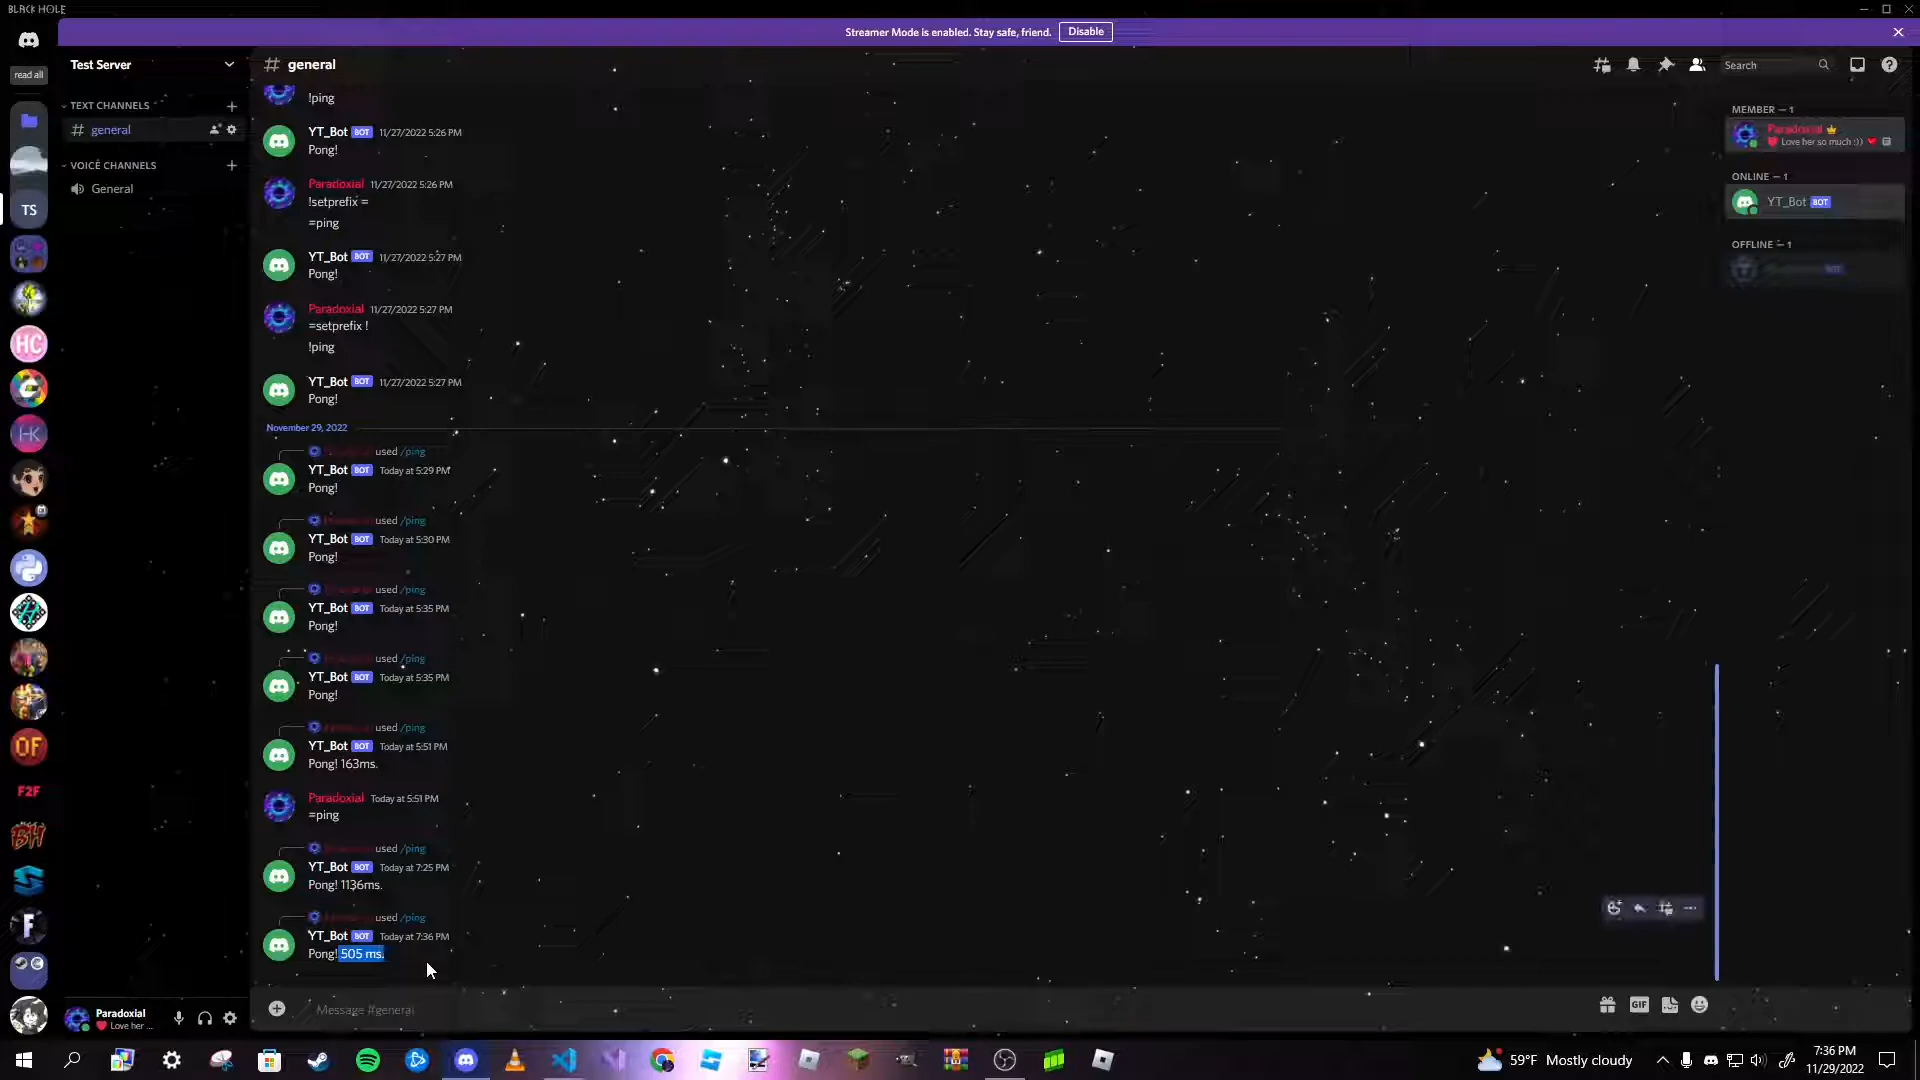 BLACK HOLE
Streamer Mode is enabled. Stay safe, friend.
Disable
read all
Test Server
TEXT CHANNELS
general
VOICE CHANNELS
General
TS
HC
HK
OF
F2F
BH
F
general
Search
!ping
YT_Bot BOT 11/27/2022 5:26 PM
Pong!
Paradoxial 11/27/2022 5:26 PM
!setprefix =
=ping
YT_Bot BOT 11/27/2022 5:27 PM
Pong!
Paradoxial 11/27/2022 5:27 PM
=setprefix !
!ping
YT_Bot BOT 11/27/2022 5:27 PM
Pong!
November 29, 2022
used /ping
YT_Bot BOT Today at 5:29 PM
Pong!
used /ping
YT_Bot BOT Today at 5:30 PM
Pong!
used /ping
YT_Bot BOT Today at 5:35 PM
Pong!
used /ping
YT_Bot BOT Today at 5:35 PM
Pong!
used /ping
YT_Bot BOT Today at 5:51 PM
Pong! 163ms.
Paradoxial Today at 5:51 PM
=ping
used /ping
YT_Bot BOT Today at 7:25 PM
Pong! 1136ms.
used /ping
YT_Bot BOT Today at 7:36 PM
Pong! 505 ms.
Message #general
GIF
MEMBER — 1
Paradoxial
Love her so much :))
ONLINE — 1
YT_Bot BOT
OFFLINE — 1
BOT
Paradoxial
Love her ...
59°F Mostly cloudy
7:36 PM
11/29/2022